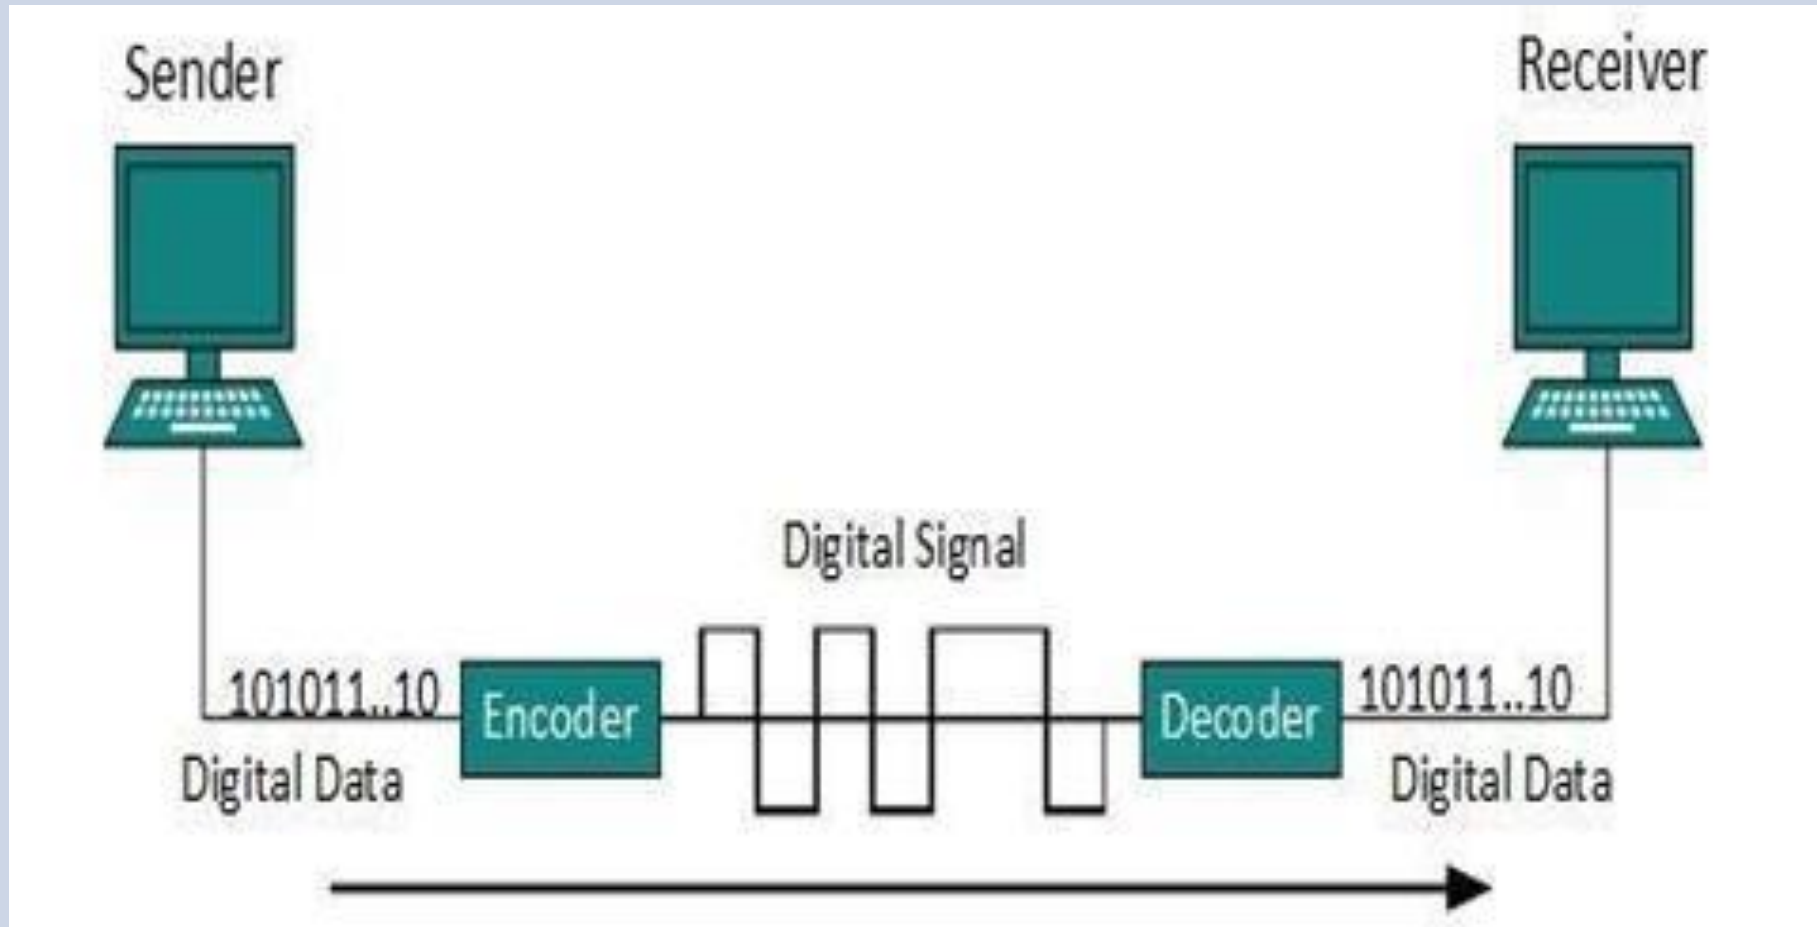 Sender
Receiver
Digital Signal
101011..10
Encoder
Decoder
101011..10
Digital Data
Digital Data